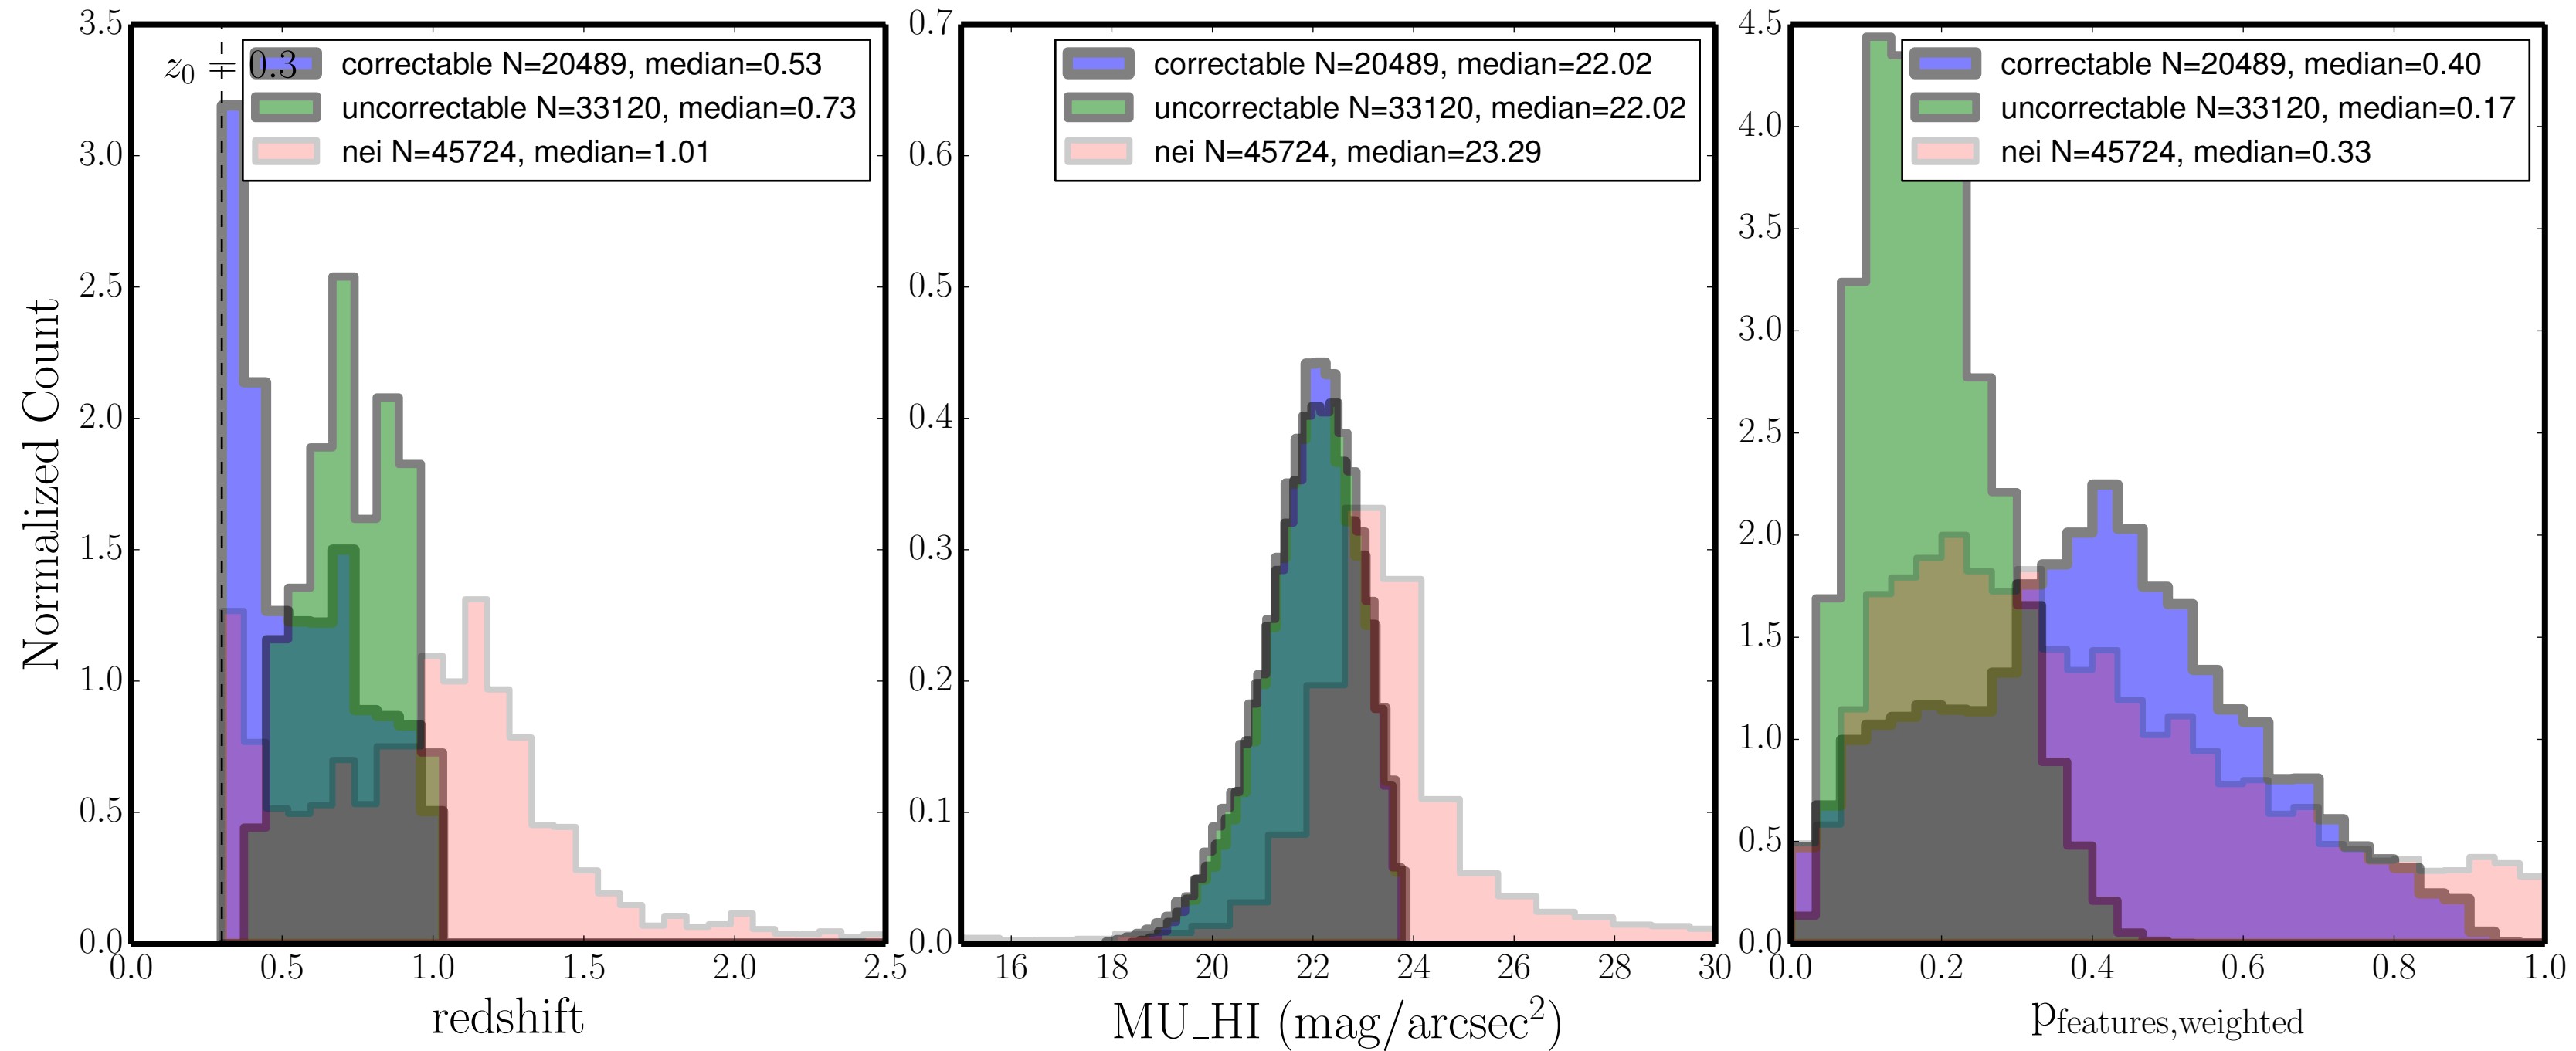 Normalized Count
3.5
3.0
2.5
2.0
1.5
1.0
0.5
0.0
z0 = 0.3
correctable N=20489, median=0.53
uncorrectable N=33120, median=0.73
nei N=45724, median=1.01
0.0 0.5 1.0 1.5 2.0 2.5
redshift
0.7
0.6
0.5
0.4
0.3
0.2
0.1
0.0
correctable N=20489, median=22.02
uncorrectable N=33120, median=22.02
nei N=45724, median=23.29
16 18 20 22 24 26 28 30
MU_HI (mag/arcsec²)
4.5
4.0
3.5
3.0
2.5
2.0
1.5
1.0
0.5
0.0
correctable N=20489, median=0.40
uncorrectable N=33120, median=0.17
nei N=45724, median=0.33
0.0 0.2 0.4 0.6 0.8 1.0
pfeatures,weighted